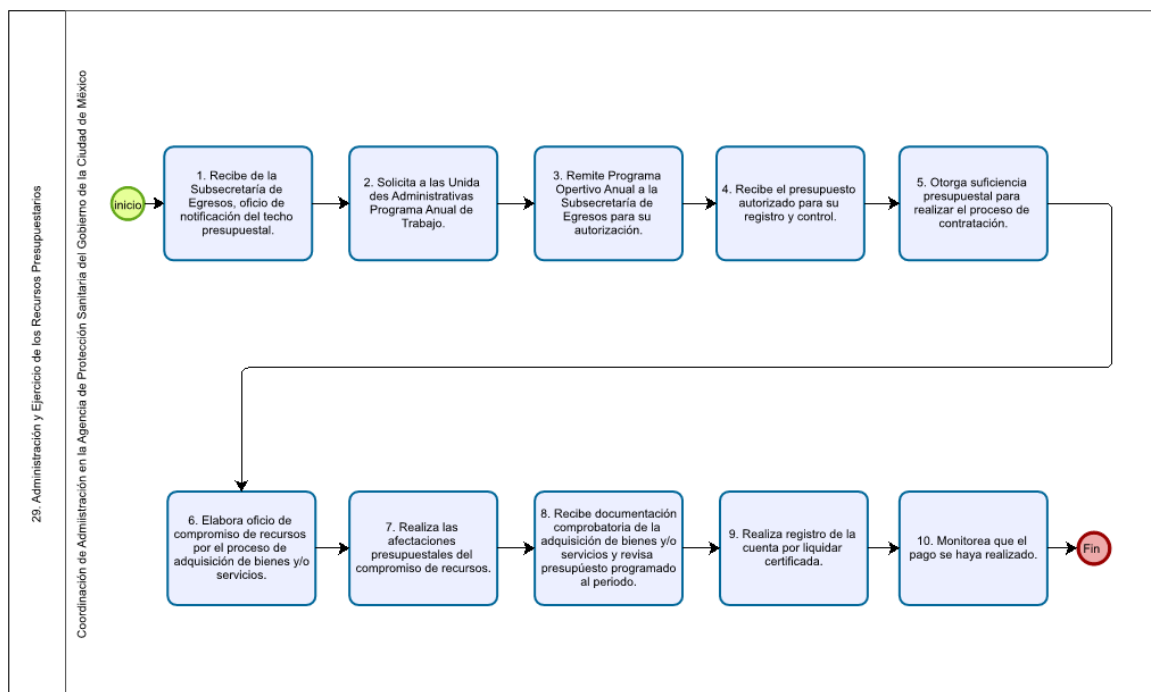 29. Administración y Ejercicio de los Recursos Presupuestarios
Coordinación de Admiistración en la Agencia de Protección Sanitaria del Gobierno de la Ciudad de México
inicio
1. Recibe de la
Subsecretaría de
Egresos, oficio de
notificación del techo
presupuestal.
2. Solicita a las Unida
des Administrativas
Programa Anual de
Trabajo.
3. Remite Programa
Opertivo Anual a la
Subsecretaría de
Egresos para su
autorización.
4. Recibe el presupuesto
autorizado para su
registro y control.
5. Otorga suficiencia
presupuestal para
realizar el proceso de
contratación.
6. Elabora oficio de
compromiso de recursos
por el proceso de
adquisición de bienes y/o
servicios.
7. Realiza las
afectaciones
presupuestales del
compromiso de recursos.
8. Recibe documentación
comprobatoria de la
adquisición de bienes y/o
servicios y revisa
presupúesto programado
al periodo.
9. Realiza registro de la
cuenta por liquidar
certificada.
10. Monitorea que el
pago se haya realizado.
Fin